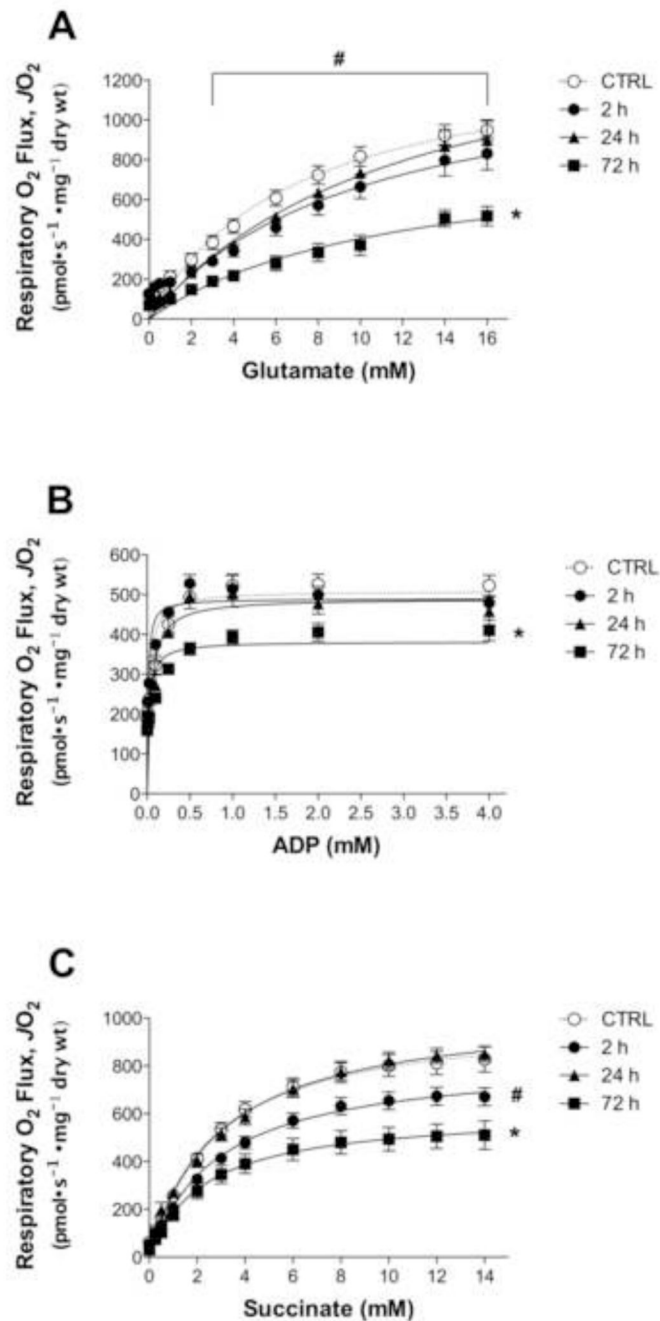 A
#
Respiratory O₂ Flux, JO₂
(pmol•s⁻¹ •mg⁻¹ dry wt)
1200
1000
800
600
400
200
0
0 2 4 6 8 10 12 14 16
Glutamate (mM)
CTRL
2 h
24 h
72 h
*
B
Respiratory O₂ Flux, JO₂
(pmol•s⁻¹ •mg⁻¹ dry wt)
600
500
400
300
200
100
0
0.0 0.5 1.0 1.5 2.0 2.5 3.0 3.5 4.0
ADP (mM)
CTRL
2 h
24 h
72 h
*
C
Respiratory O₂ Flux, JO₂
(pmol•s⁻¹ •mg⁻¹ dry wt)
1000
800
600
400
200
0
0 2 4 6 8 10 12 14
Succinate (mM)
CTRL
2 h
24 h
72 h
#
*